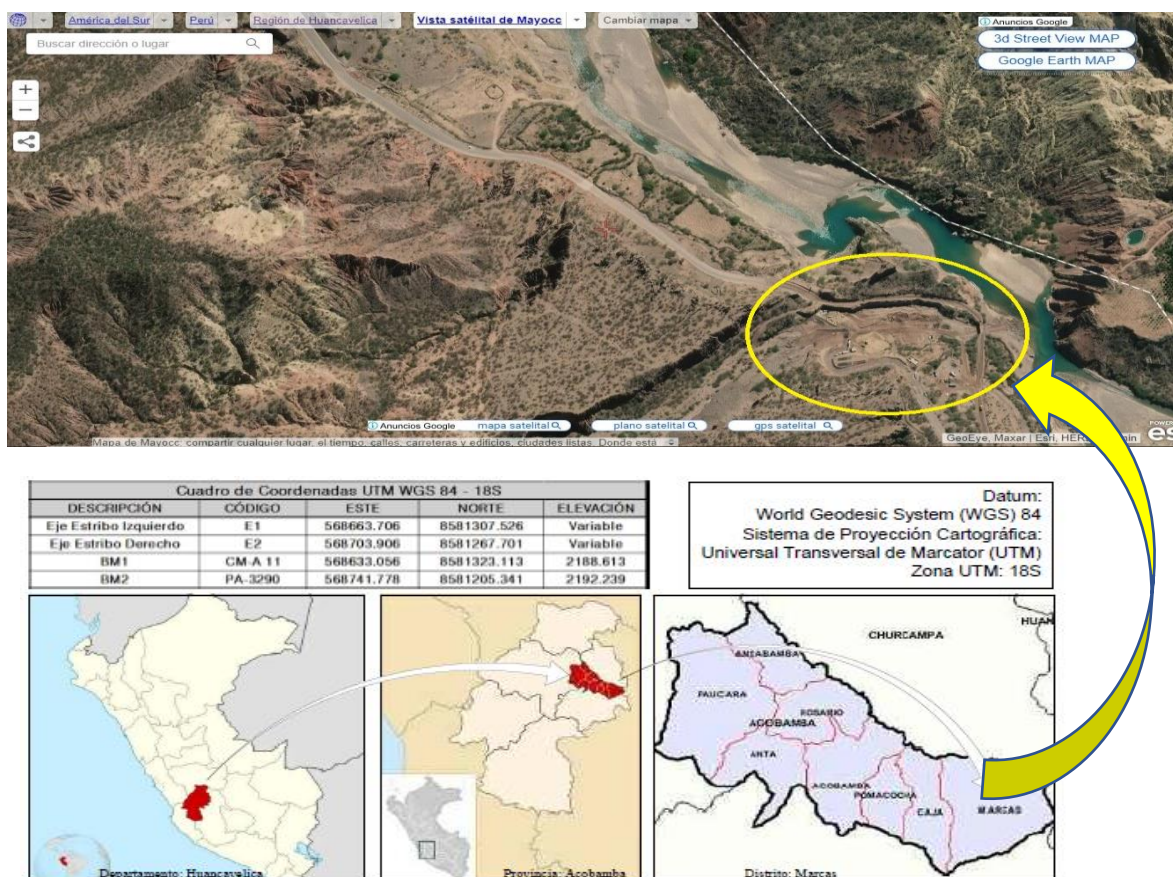 América del Sur Perú Región de Huancavelica Vista satélital de Mayocc Cambiar mapa
Anuncios Google
Buscar dirección o lugar
3d Street View MAP
Google Earth MAP
+
−
Anuncios Google mapa satelital plano satelital gps satelital
Mapa de Mayocc: compartir cualquier lugar, el tiempo, calles, carreteras y edificios, ciudades listas. Donde está
GeoEye, Maxar | Esri,
Cuadro de Coordenadas UTM WGS 84 - 18S
DESCRIPCIÓN CÓDIGO ESTE NORTE ELEVACIÓN
Eje Estribo Izquierdo E1 568663.706 8581307.526 Variable
Eje Estribo Derecho E2 568703.906 8581267.701 Variable
BM1 CM-A 11 568633.056 8581323.113 2188.613
BM2 PA-3290 568741.778 8581205.341 2192.239
Datum:
World Geodesic System (WGS) 84
Sistema de Proyección Cartográfica:
Universal Transversal de Marcator (UTM)
Zona UTM: 18S
CHURCAMPA
PAUCARA
ROSARIO
ACOBAMBA
ANTA
ACOBAMBA
POMACOCHA
CAJA
MARCAS
Departamento: Huancavelica
Provincia: Acobamba
Distrito: Marcas